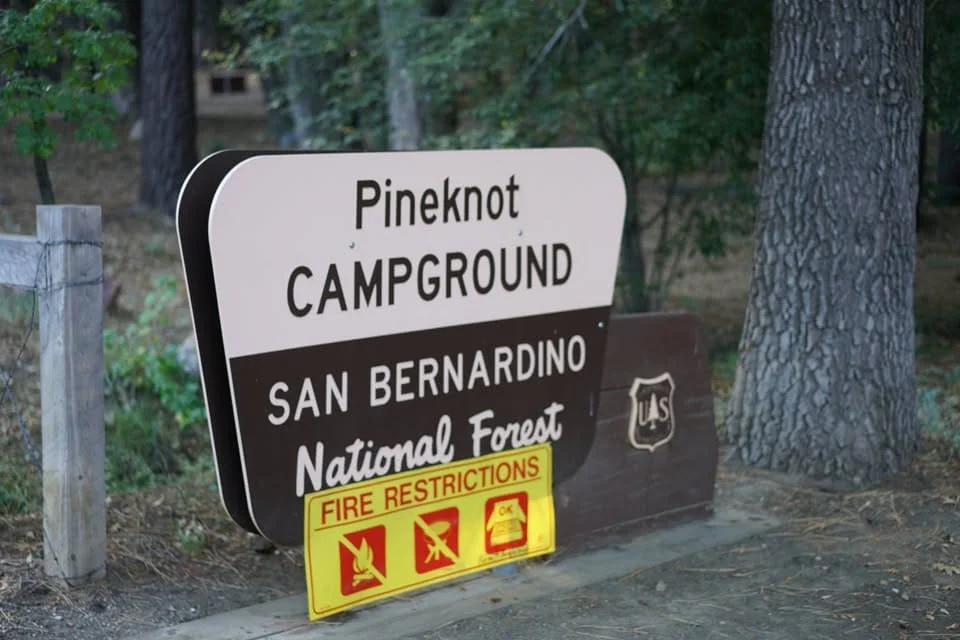 Pineknot
CAMPGROUND
SAN BERNARDINO
National Forest
FIRE RESTRICTIONS
OK
U S